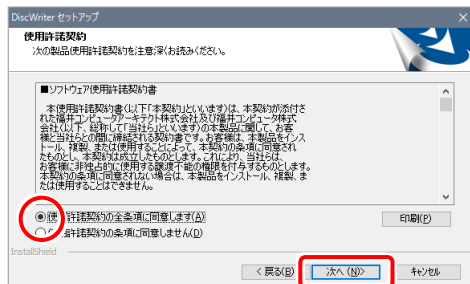 DiscWriter セットアップ
使用許諾契約
次の製品使用許諾契約を注意深くお読みください。
■ソフトウェア使用許諾契約書
本使用許諾契約書(以下「本契約」といいます)は、本契約が添付さ
れた福井コンピュータアーキテクト株式会社及び福井コンピュータ株式
会社(以下、総称して「当社ら」といいます)の本製品に関して、お客
様と当社らとの間に締結される契約書です。お客様は、本製品をインス
トール、複製、または使用することによって、本契約の条項に同意され
たものとし、本契約は成立したものとします。これにより、当社らは、
お客様に非独占的に使用する譲渡不能の権限を付与するものとします。
本契約の条項に同意されない場合は、本製品をインストール、複製、ま
たは使用することはできません。
使用許諾契約の全条項に同意します(A)
許諾契約の条項に同意しません(D)
印刷(P)
InstallShield
< 戻る(B)
次へ (N)>
キャンセル